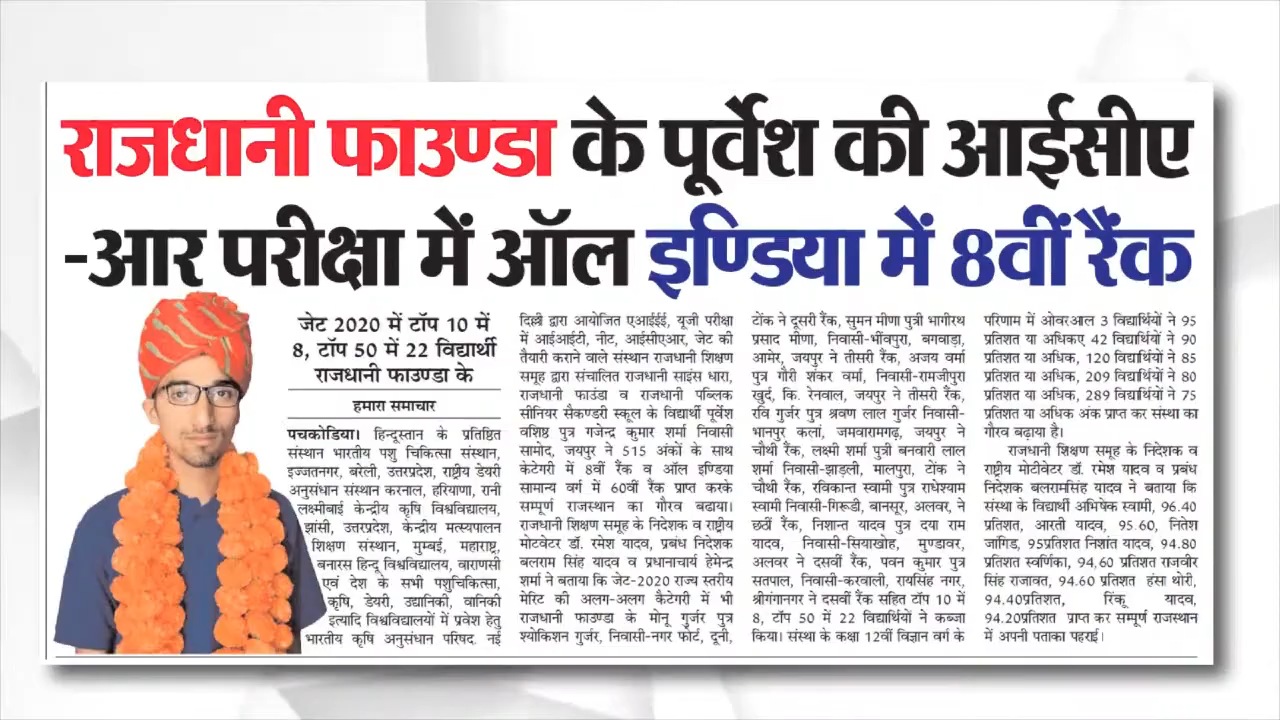 राजधानी फाउण्डा के पूर्वेश की आईसीए
-आर परीक्षा में ऑल इण्डिया में 8वीं रैंक
जेट 2020 में टॉप 10 में
8, टॉप 50 में 22 विद्यार्थी
राजधानी फाउण्डा के
हमारा समाचार
पचकोडिया। हिन्दूस्तान के प्रतिष्ठित
संस्थान भारतीय पशु चिकित्सा संस्थान,
इज्जतनगर, बरेली, उत्तरप्रदेश, राष्ट्रीय डेयरी
अनुसंधान संस्थान करनाल, हरियाणा, रानी
लक्ष्मीबाई केन्द्रीय कृषि विश्वविद्यालय,
झांसी, उत्तरप्रदेश, केन्द्रीय मत्स्यपालन
शिक्षण संस्थान, मुम्बई, महाराष्ट्र,
बनारस हिन्दू विश्वविद्यालय, वाराणसी
एवं देश के सभी पशुचिकित्सा,
कृषि, डेयरी, उद्यानिकी, वानिकी
इत्यादि विश्वविद्यालयों में प्रवेश हेतु
भारतीय कृषि अनुसंधान परिषद् नई
दिल्ली द्वारा आयोजित एआईईई, यूजी परीक्षा
में आईआईटी, नीट, आईसीएआर, जेट की
तैयारी कराने वाले संस्थान राजधानी शिक्षण
समूह द्वारा संचालित राजधानी साइंस धारा,
राजधानी फाउंडा व राजधानी पब्लिक
सीनियर सैकण्डरी स्कूल के विद्यार्थी पूर्वेश
वशिष्ठ पुत्र गजेन्द्र कुमार शर्मा निवासी
सामोद, जयपुर ने 515 अंकों के साथ
केटेगरी में 8वीं रैंक व ऑल इण्डिया
सामान्य वर्ग में 60वीं रैंक प्राप्त करके
सम्पूर्ण राजस्थान का गौरव बढाया।
राजधानी शिक्षण समूह के निदेशक व राष्ट्रीय
मोटवेटर डॉ. रमेश यादव, प्रबंध निदेशक
बलराम सिंह यादव व प्रधानाचार्य हेमेन्द्र
शर्मा ने बताया कि जेट-2020 राज्य स्तरीय
मेरिट की अलग-अलग कैटेगरी में भी
राजधानी फाउण्डा के मोनू गुर्जर पुत्र
श्योकिशन गुर्जर, निवासी-नगर फोर्ट, दूनी,
टोंक ने दूसरी रैंक, सुमन मीणा पुत्री भागीरथ
प्रसाद मीणा, निवासी-भींवपुरा, बगवाड़ा,
आमेर, जयपुर ने तीसरी रैंक, अजय वर्मा
पुत्र गौरी शंकर वर्मा, निवासी-रामजीपुरा
खुर्द, कि. रेनवाल, जयपुर ने तीसरी रैंक,
रवि गुर्जर पुत्र श्रवण लाल गुर्जर निवासी-
भानपुर कलां, जमवारामगढ़, जयपुर ने
चौथी रैंक, लक्ष्मी शर्मा पुत्री बनवारी लाल
शर्मा निवासी-झाड़ली, मालपुरा, टोंक ने
चौथी रैंक, रविकान्त स्वामी पुत्र राधेश्याम
स्वामी निवासी-गिरूडी, बानसूर, अलवर, ने
छठीं रैंक, निशान्त यादव पुत्र दया राम
यादव, निवासी-सियाखोह, मुण्डावर,
अलवर ने दसवीं रैंक, पवन कुमार पुत्र
सतपाल, निवासी-करवाली, रायसिंह नगर,
श्रीगंगानगर ने दसवीं रैंक सहित टॉप 10 में
8, टॉप 50 में 22 विद्यार्थियों ने कब्जा
किया। संस्था के कक्षा 12वीं विज्ञान वर्ग के
परिणाम में ओवरआल 3 विद्यार्थियों ने 95
प्रतिशत या अधिकए 42 विद्यार्थियों ने 90
प्रतिशत या अधिक, 120 विद्यार्थियों ने 85
प्रतिशत या अधिक, 209 विद्यार्थियों ने 80
प्रतिशत या अधिक, 289 विद्यार्थियों ने 75
प्रतिशत या अधिक अंक प्राप्त कर संस्था का
गौरव बढ़ाया है।
राजधानी शिक्षण समूह के निदेशक व
राष्ट्रीय मोटीवेटर डॉ. रमेश यादव व प्रबंध
निदेशक बलरामसिंह यादव ने बताया कि
संस्था के विद्यार्थी अभिषेक स्वामी, 96.40
प्रतिशत, आरती यादव, 95.60, नितेश
जांगिड, 95प्रतिशत निशांत यादव, 94.80
प्रतिशत स्वर्णिका, 94.60 प्रतिशत राजवीर
सिंह राजावत, 94.60 प्रतिशत हंसा थोरी,
94.40प्रतिशत, रिंकू यादव,
94.20प्रतिशत प्राप्त कर सम्पूर्ण राजस्थान
में अपनी पताका पहराई।